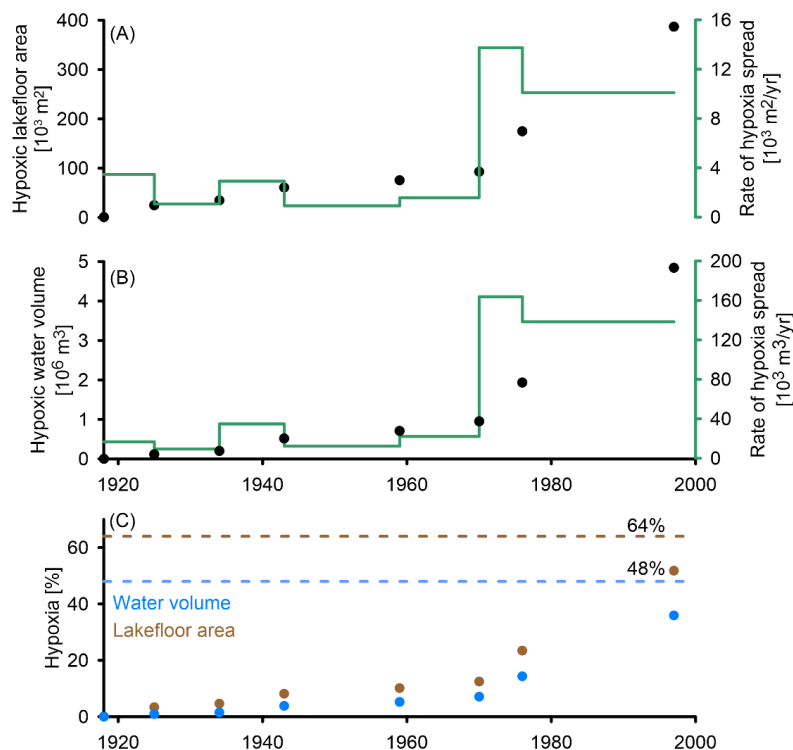 (A)
Hypoxic lakefloor area
[10³ m²]
400
300
200
100
0
16
12
8
4
0
Rate of hypoxia spread
[10³ m²/yr]
(B)
Hypoxic water volume
[10⁶ m³]
5
4
3
2
1
0
200
160
120
80
40
0
Rate of hypoxia spread
[10³ m³/yr]
1920 1940 1960 1980 2000
(C)
Hypoxia [%]
60
40
20
0
64%
48%
Water volume
Lakefloor area
1920 1940 1960 1980 2000